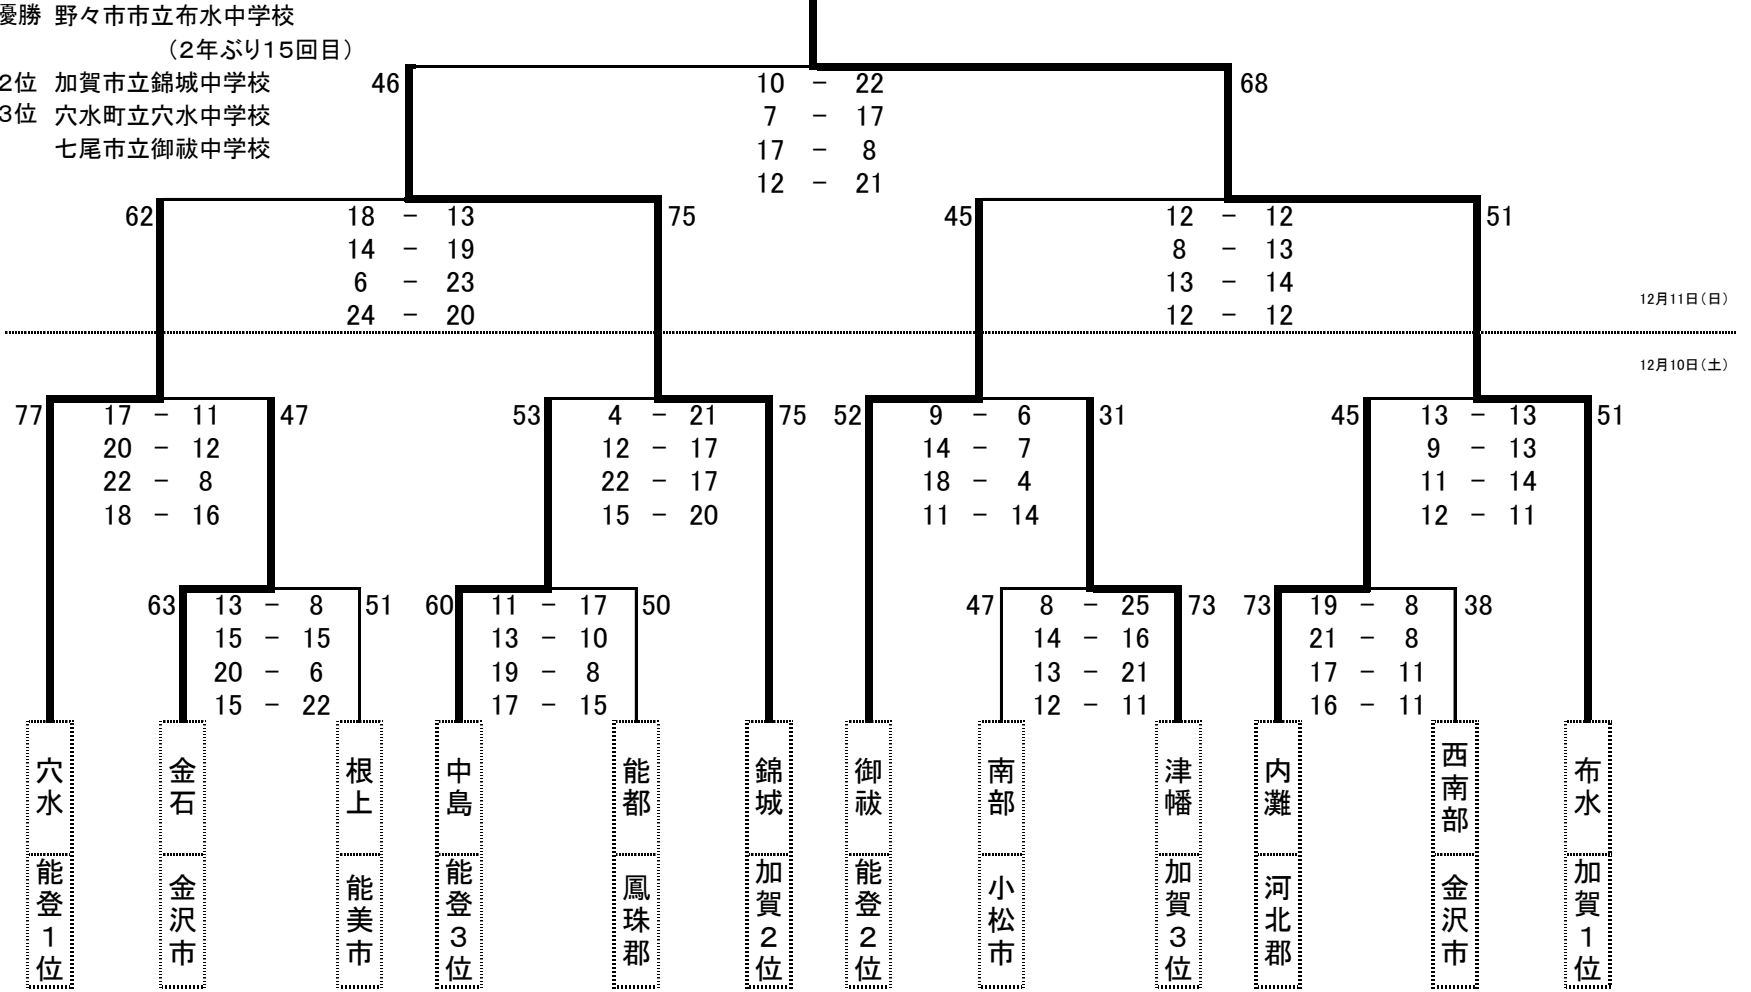 優勝 野々市市立布水中学校
（2年ぶり15回目）
2位 加賀市立錦城中学校
3位 穴水町立穴水中学校
七尾市立御祓中学校
46 10 － 22 68
7 － 17
17 － 8
12 － 21
62 18 － 13 75 45 12 － 12 51
14 － 19 8 － 13
6 － 23 13 － 14
24 － 20 12 － 12
12月11日（日）
12月10日（土）
77 17 － 11 47 53 4 － 21 75 52 9 － 6 31 45 13 － 13 51
20 － 12 12 － 17 14 － 7 9 － 13
22 － 8 22 － 17 18 － 4 11 － 14
18 － 16 15 － 20 11 － 14 12 － 11
63 13 － 8 51 60 11 － 17 50 47 8 － 25 73 73 19 － 8 38
15 － 15 13 － 10 14 － 16 21 － 8
20 － 6 19 － 8 13 － 21 17 － 11
15 － 22 17 － 15 12 － 11 16 － 11
穴水 金石 根上 中島 能都 錦城 御祓 南部 津幡 内灘 西南部 布水
能登1位 金沢市 能美市 能登3位 鳳珠郡 加賀2位 能登2位 小松市 加賀3位 河北郡 金沢市 加賀1位